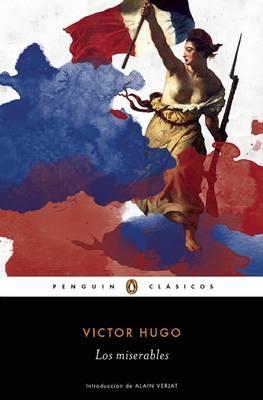 PENGUIN CLÁSICOS
VICTOR HUGO
Los miserables
Introducción de ALAIN VERJAT